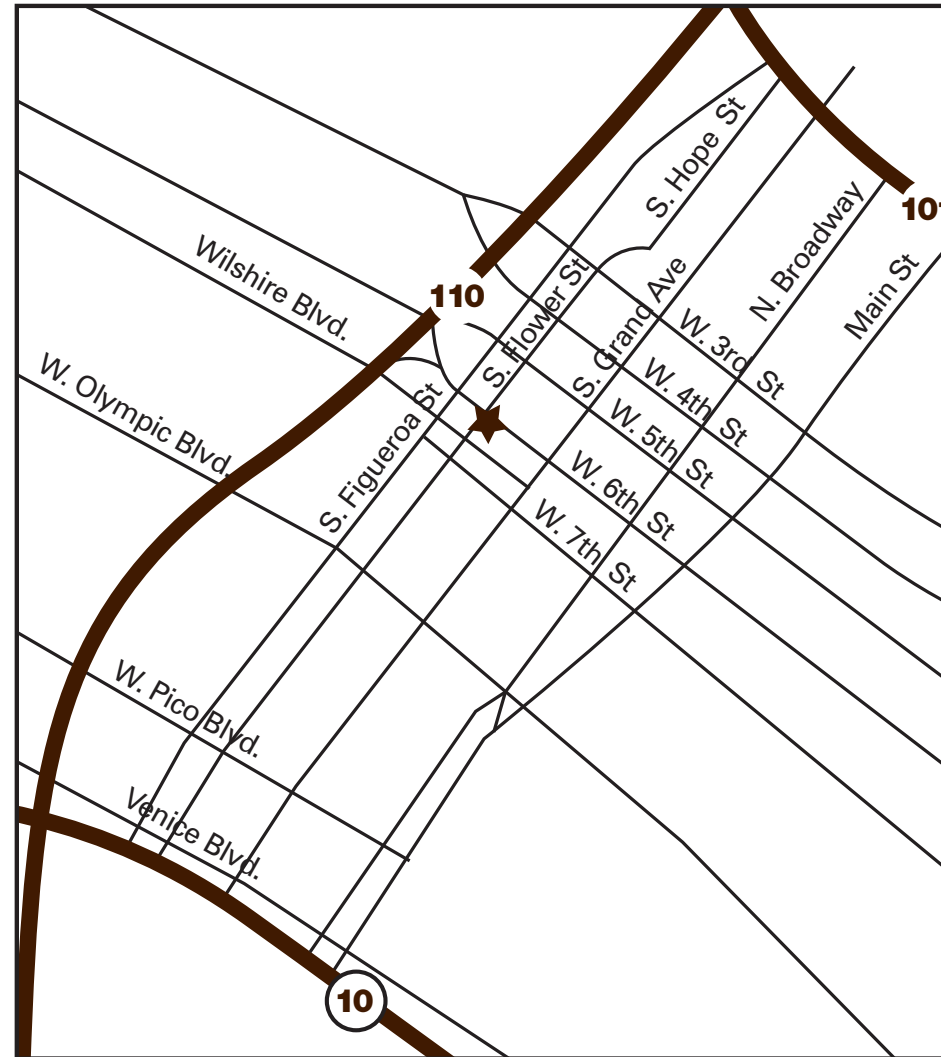 S. Hope St
101
N. Broadway
Main St
Wilshire Blvd.
110
S. Flower St
S. Grand Ave
W. 3rd St
W. Olympic Blvd.
W. 4th St
S. Figueroa St
W. 5th St
W. 6th St
W. 7th St
W. Pico Blvd.
Venice Blvd.
10